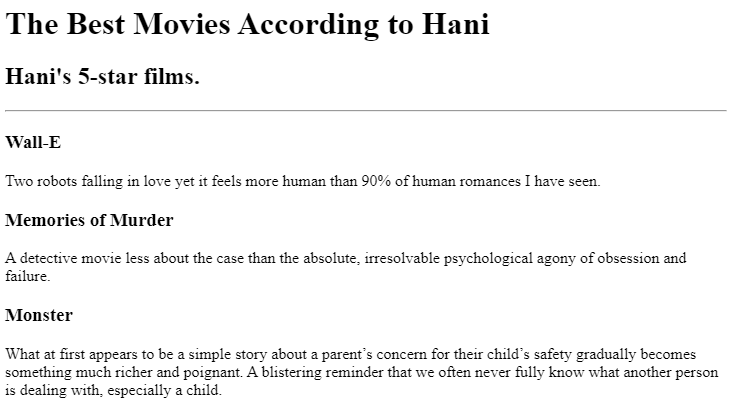 The Best Movies According to Hani
Hani's 5-star films.
Wall-E
Two robots falling in love yet it feels more human than 90% of human romances I have seen.
Memories of Murder
A detective movie less about the case than the absolute, irresolvable psychological agony of obsession and
failure.
Monster
What at first appears to be a simple story about a parent’s concern for their child’s safety gradually becomes
something much richer and poignant. A blistering reminder that we often never fully know what another person
is dealing with, especially a child.